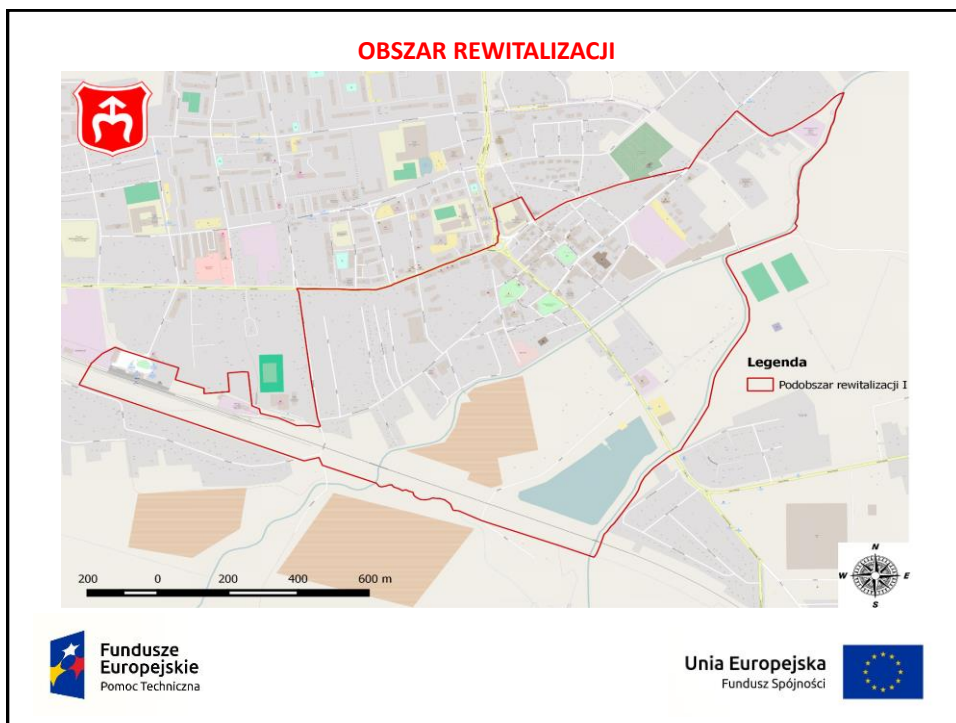 OBSZAR REWITALIZACJI
Legenda
Podobszar rewitalizacji I
N
W
E
S
200 0 200 400 600 m
Fundusze
Europejskie
Pomoc Techniczna
Unia Europejska
Fundusz Spójności